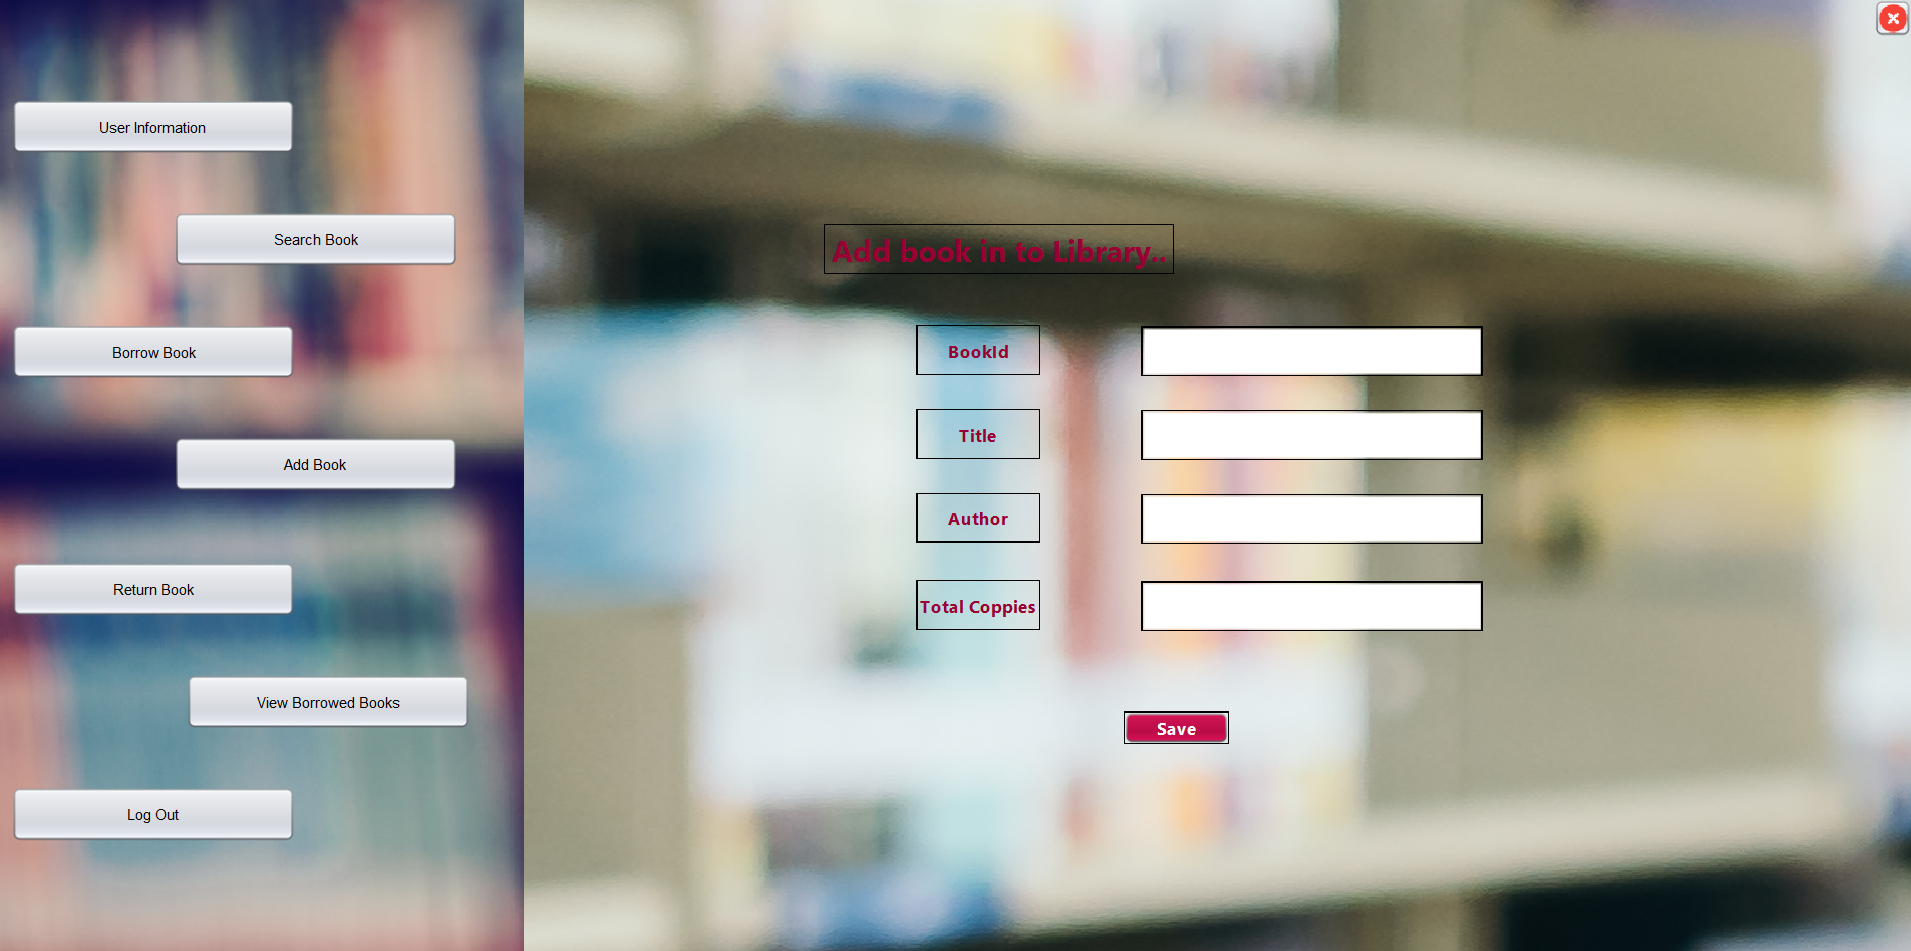 User Information
Search Book
Borrow Book
Add Book
Return Book
View Borrowed Books
Log Out
Add book in to Library..
BookId
Title
Author
Total Coppies
Save